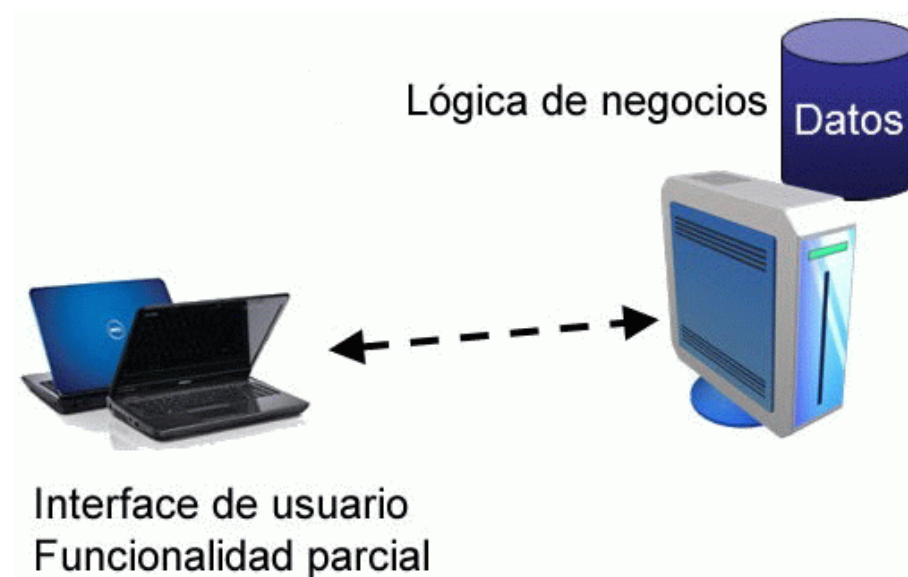 Lógica de negocios
Datos
Interface de usuario
Funcionalidad parcial